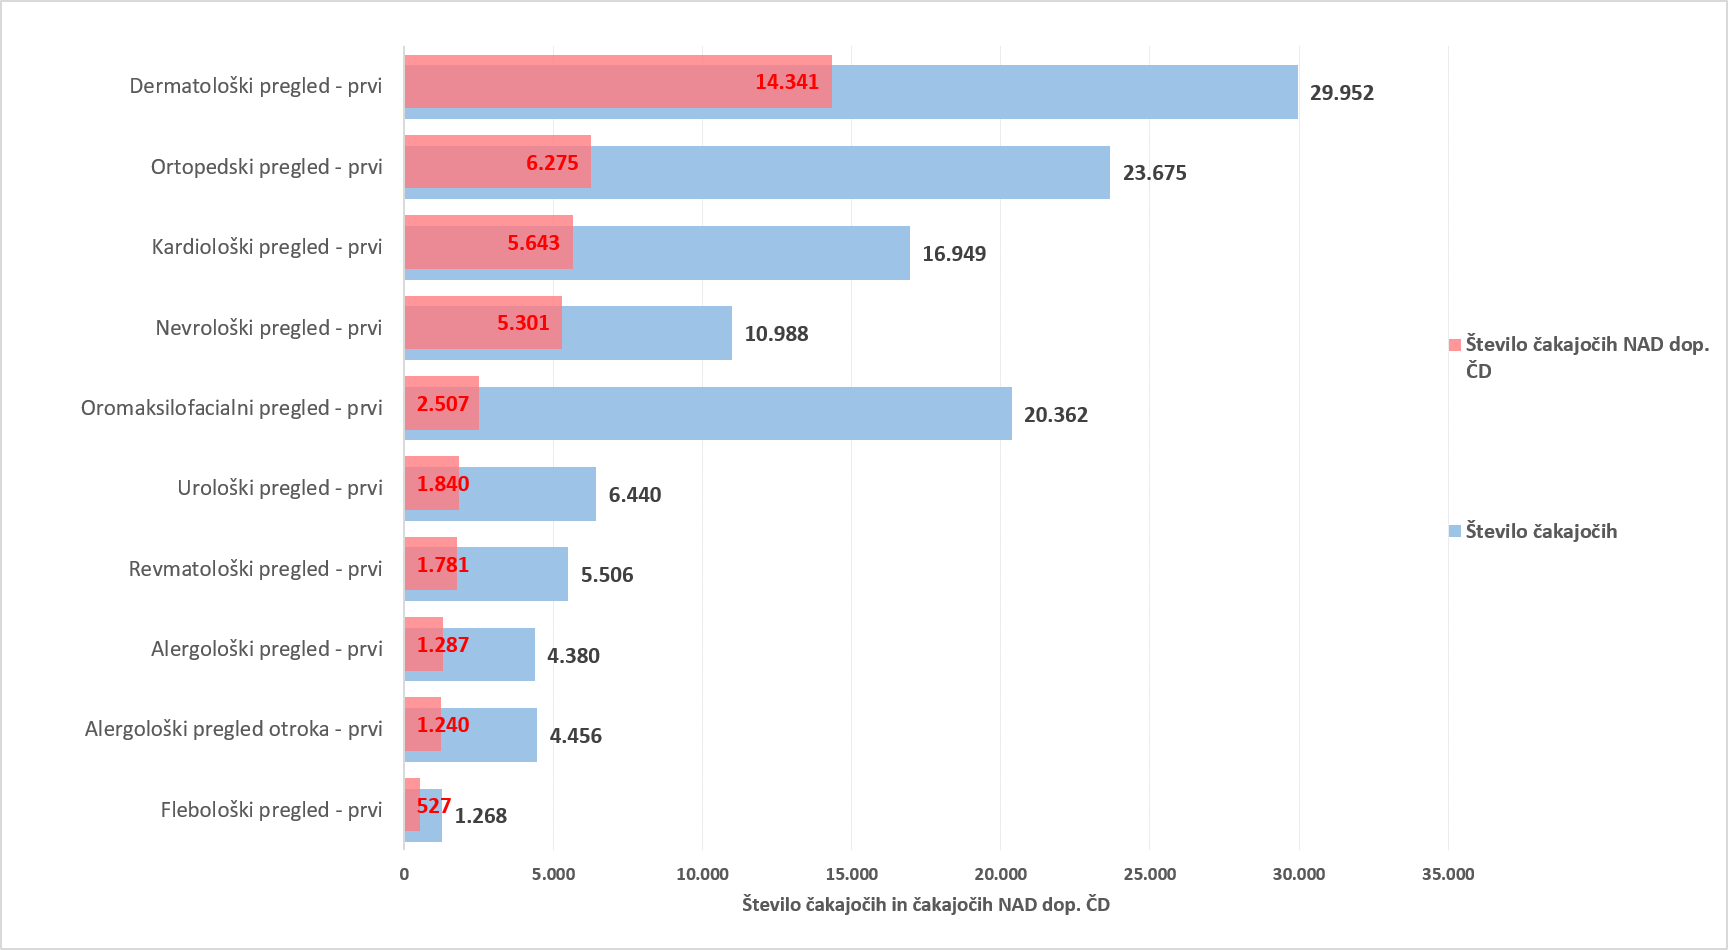 Dermatološki pregled - prvi
14.341
29.952
Ortopedski pregled - prvi
6.275
23.675
Kardiološki pregled - prvi
5.643
16.949
Nevrološki pregled - prvi
5.301
10.988
Oromaksilofacialni pregled - prvi
2.507
20.362
Urološki pregled - prvi
1.840
6.440
Revmatološki pregled - prvi
1.781
5.506
Alergološki pregled - prvi
1.287
4.380
Alergološki pregled otroka - prvi
1.240
4.456
Flebološki pregled - prvi
527
1.268
0 5.000 10.000 15.000 20.000 25.000 30.000 35.000
Število čakajočih in čakajočih NAD dop. ČD
Število čakajočih NAD dop.
ČD
Število čakajočih